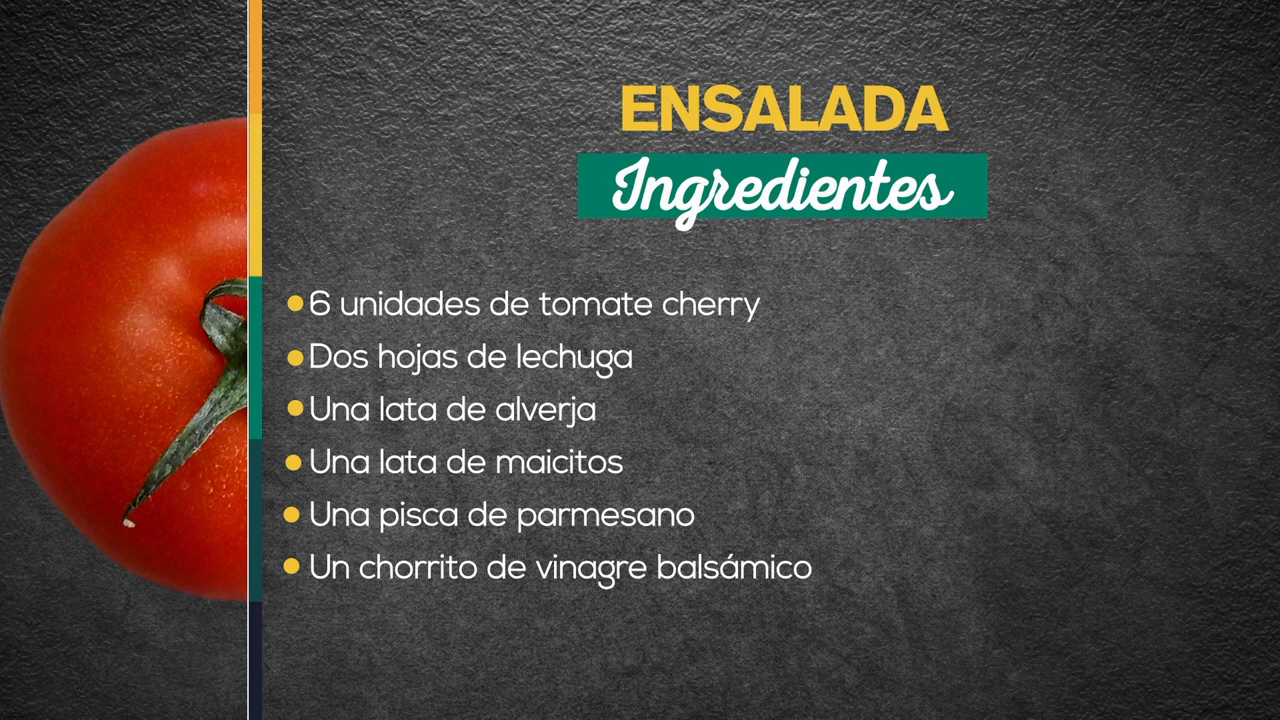 ENSALADA
Ingredientes
6 unidades de tomate cherry
Dos hojas de lechuga
Una lata de alverja
Una lata de maicitos
Una pisca de parmesano
Un chorrito de vinagre balsámico